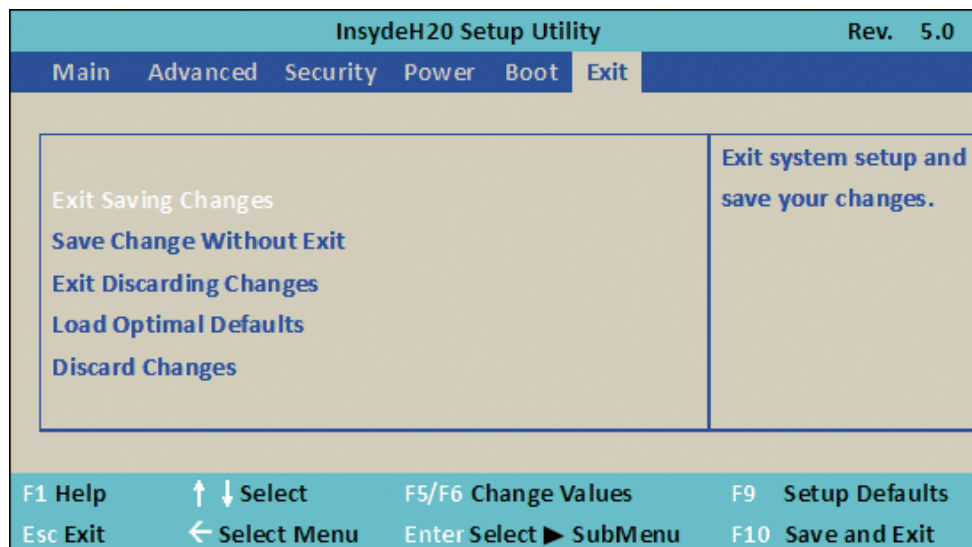 InsydeH20 Setup Utility Rev. 5.0
Main Advanced Security Power Boot Exit
Exit Saving Changes
Save Change Without Exit
Exit Discarding Changes
Load Optimal Defaults
Discard Changes
Exit system setup and
save your changes.
F1 Help ↑ ↓ Select F5/F6 Change Values F9 Setup Defaults
Esc Exit ← Select Menu Enter Select ▶ SubMenu F10 Save and Exit